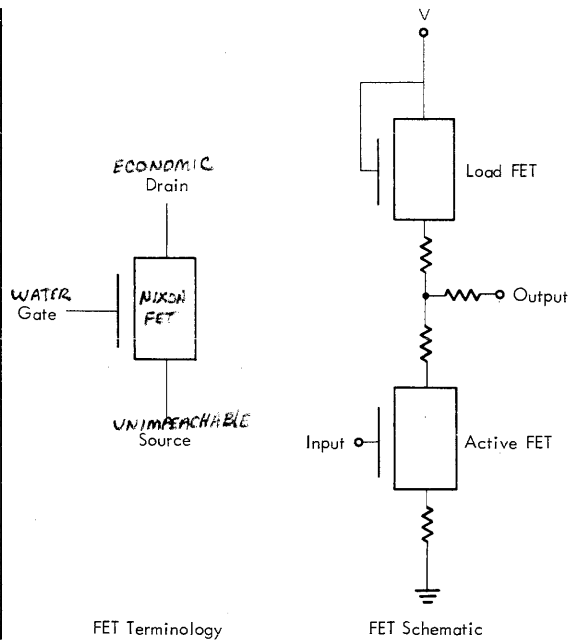 ECONOMIC
Drain
WATER
Gate
NIXON
FET
UNIMPEACHABLE
Source
FET Terminology
V
Load FET
Output
Input
Active FET
FET Schematic